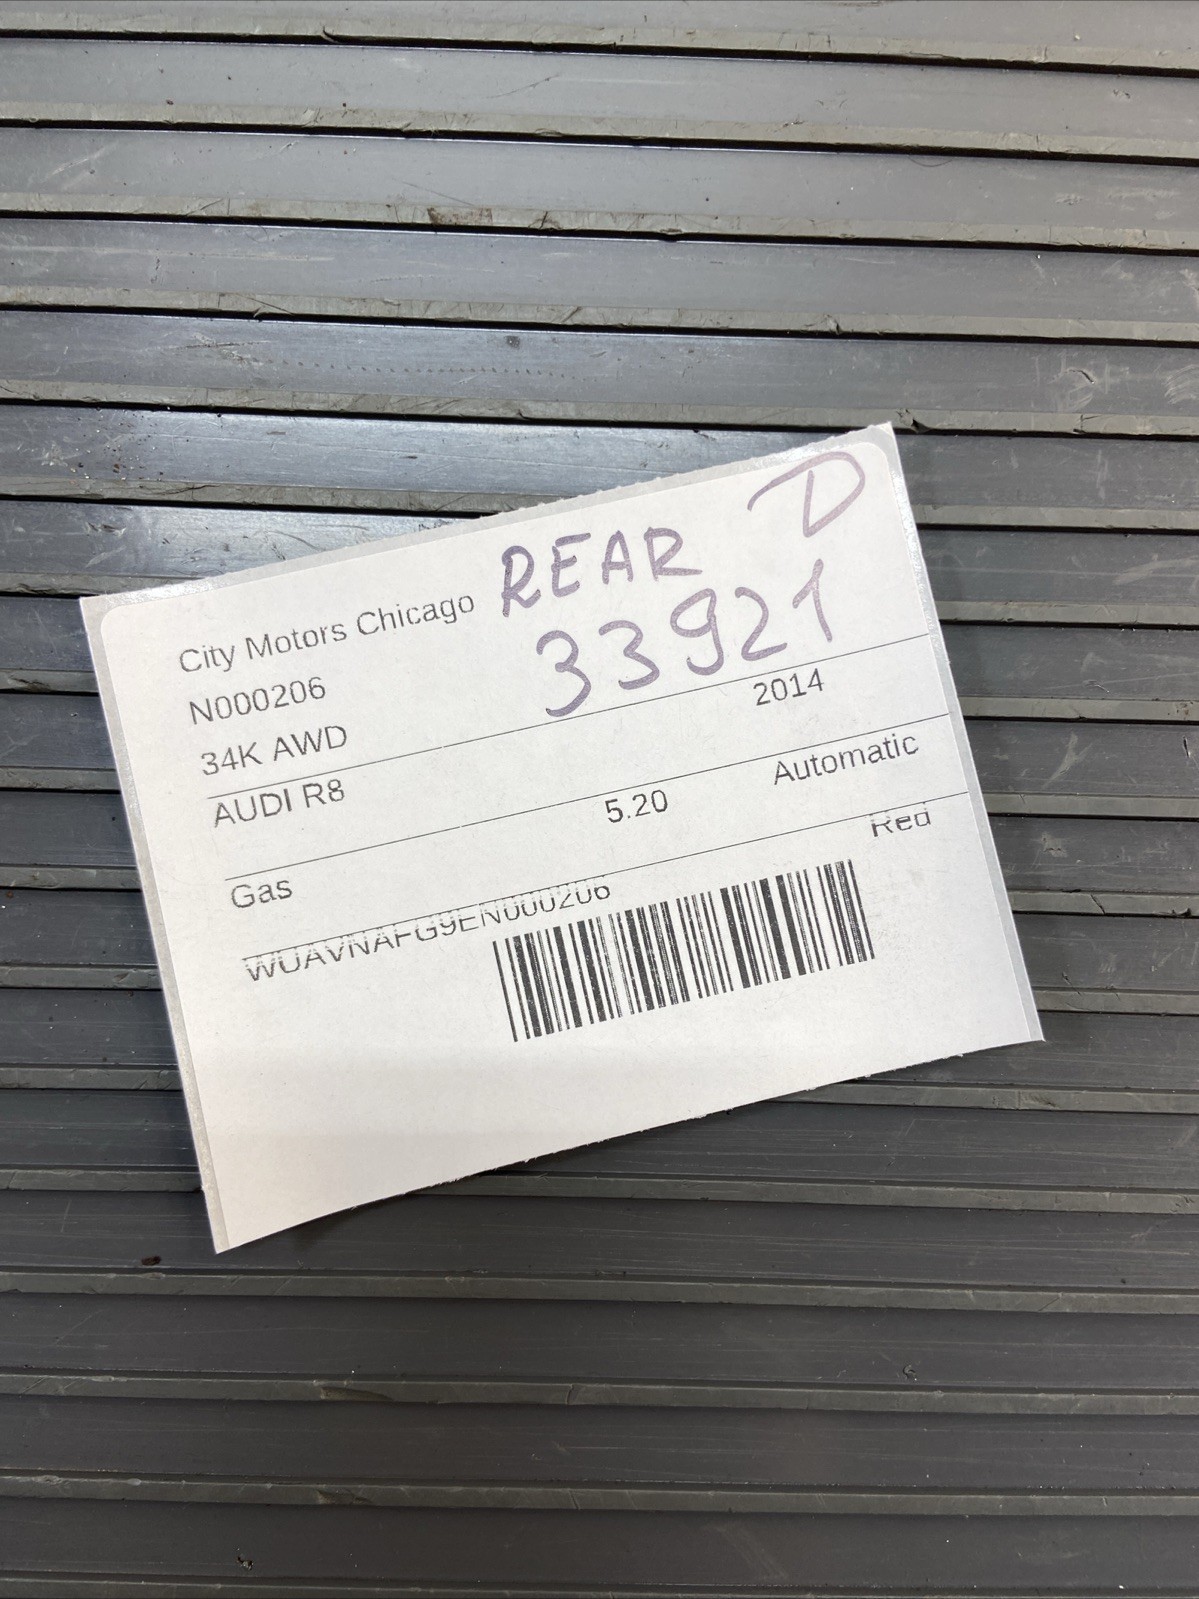 REAR D
City Motors Chicago
33921
N000206
34K AWD
AUDI R8 2014
5.20 Automatic
Gas Red
WUAVNAFG9EN000206